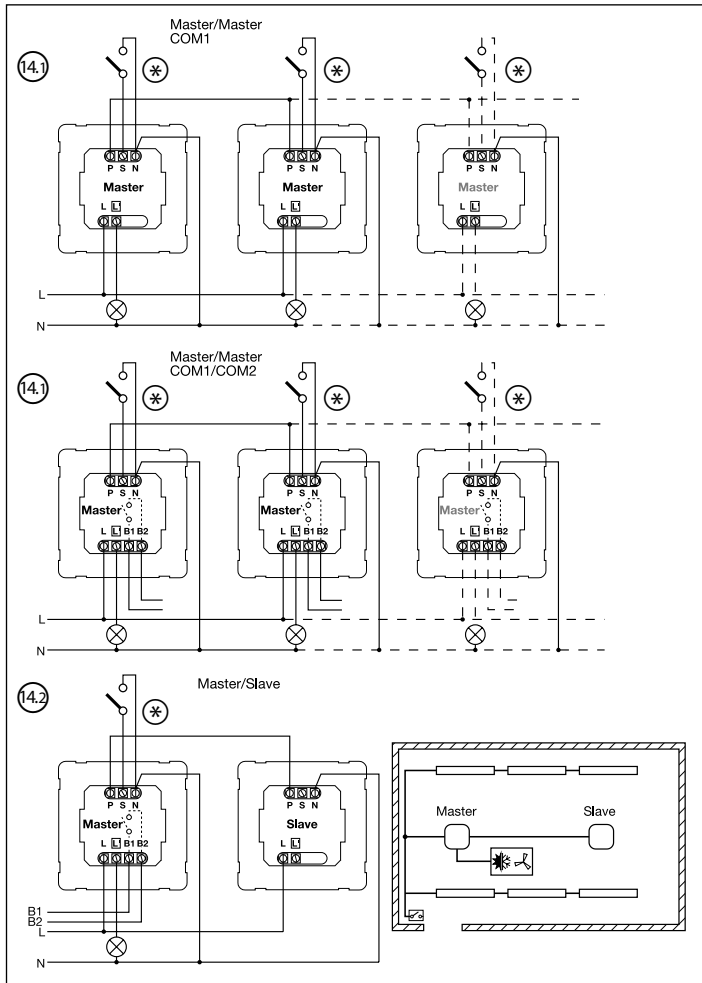 Master/Master
COM1
14.1
*
*
*
P S N
P S N
P S N
Master
Master
Master
L L'
L L'
L L'
L
N
Master/Master
COM1/COM2
14.1
*
*
*
P S N
P S N
P S N
Master
Master
Master
L L' B1 B2
L L' B1 B2
L L' B1 B2
L
N
Master/Slave
14.2
*
P S N
P S N
Master
Slave
L L' B1 B2
L L'
B1
B2
L
N
Master
Slave